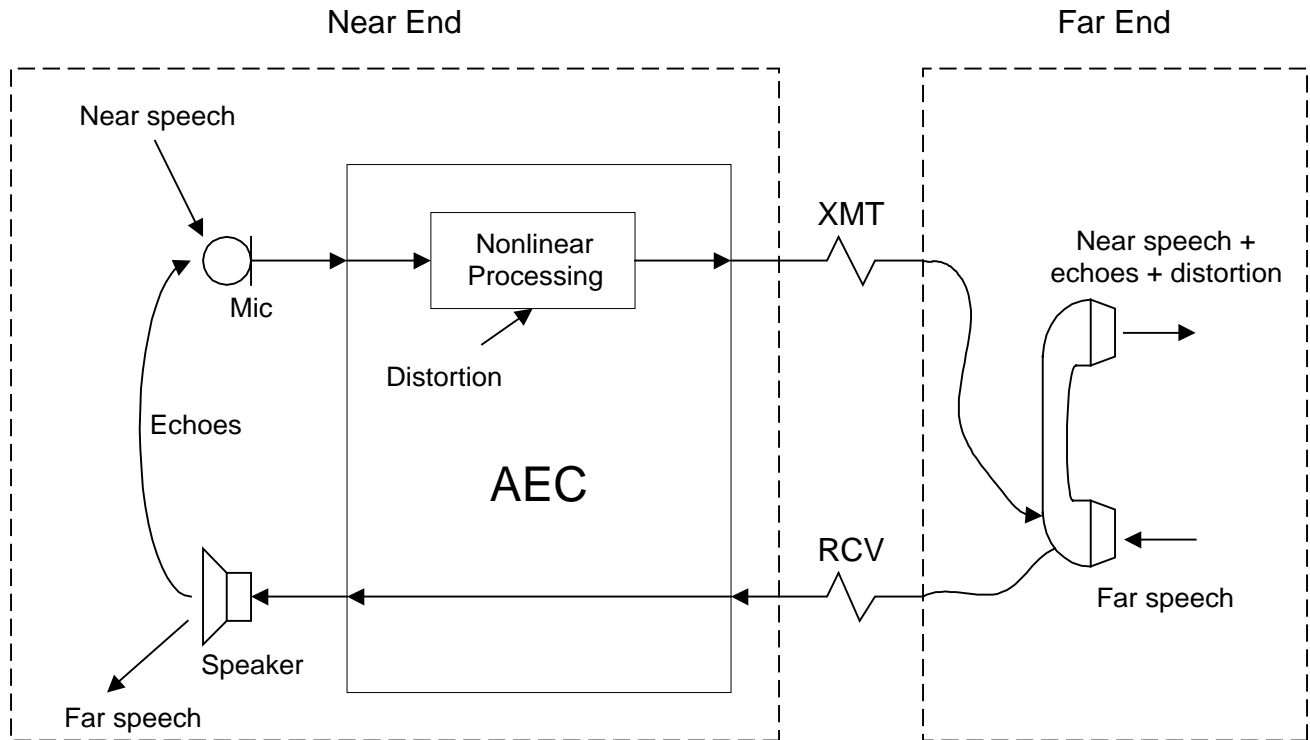 Near End
Far End
Near speech
XMT
Nonlinear
Processing
Near speech +
echoes + distortion
Mic
Distortion
Echoes
AEC
RCV
Far speech
Speaker
Far speech